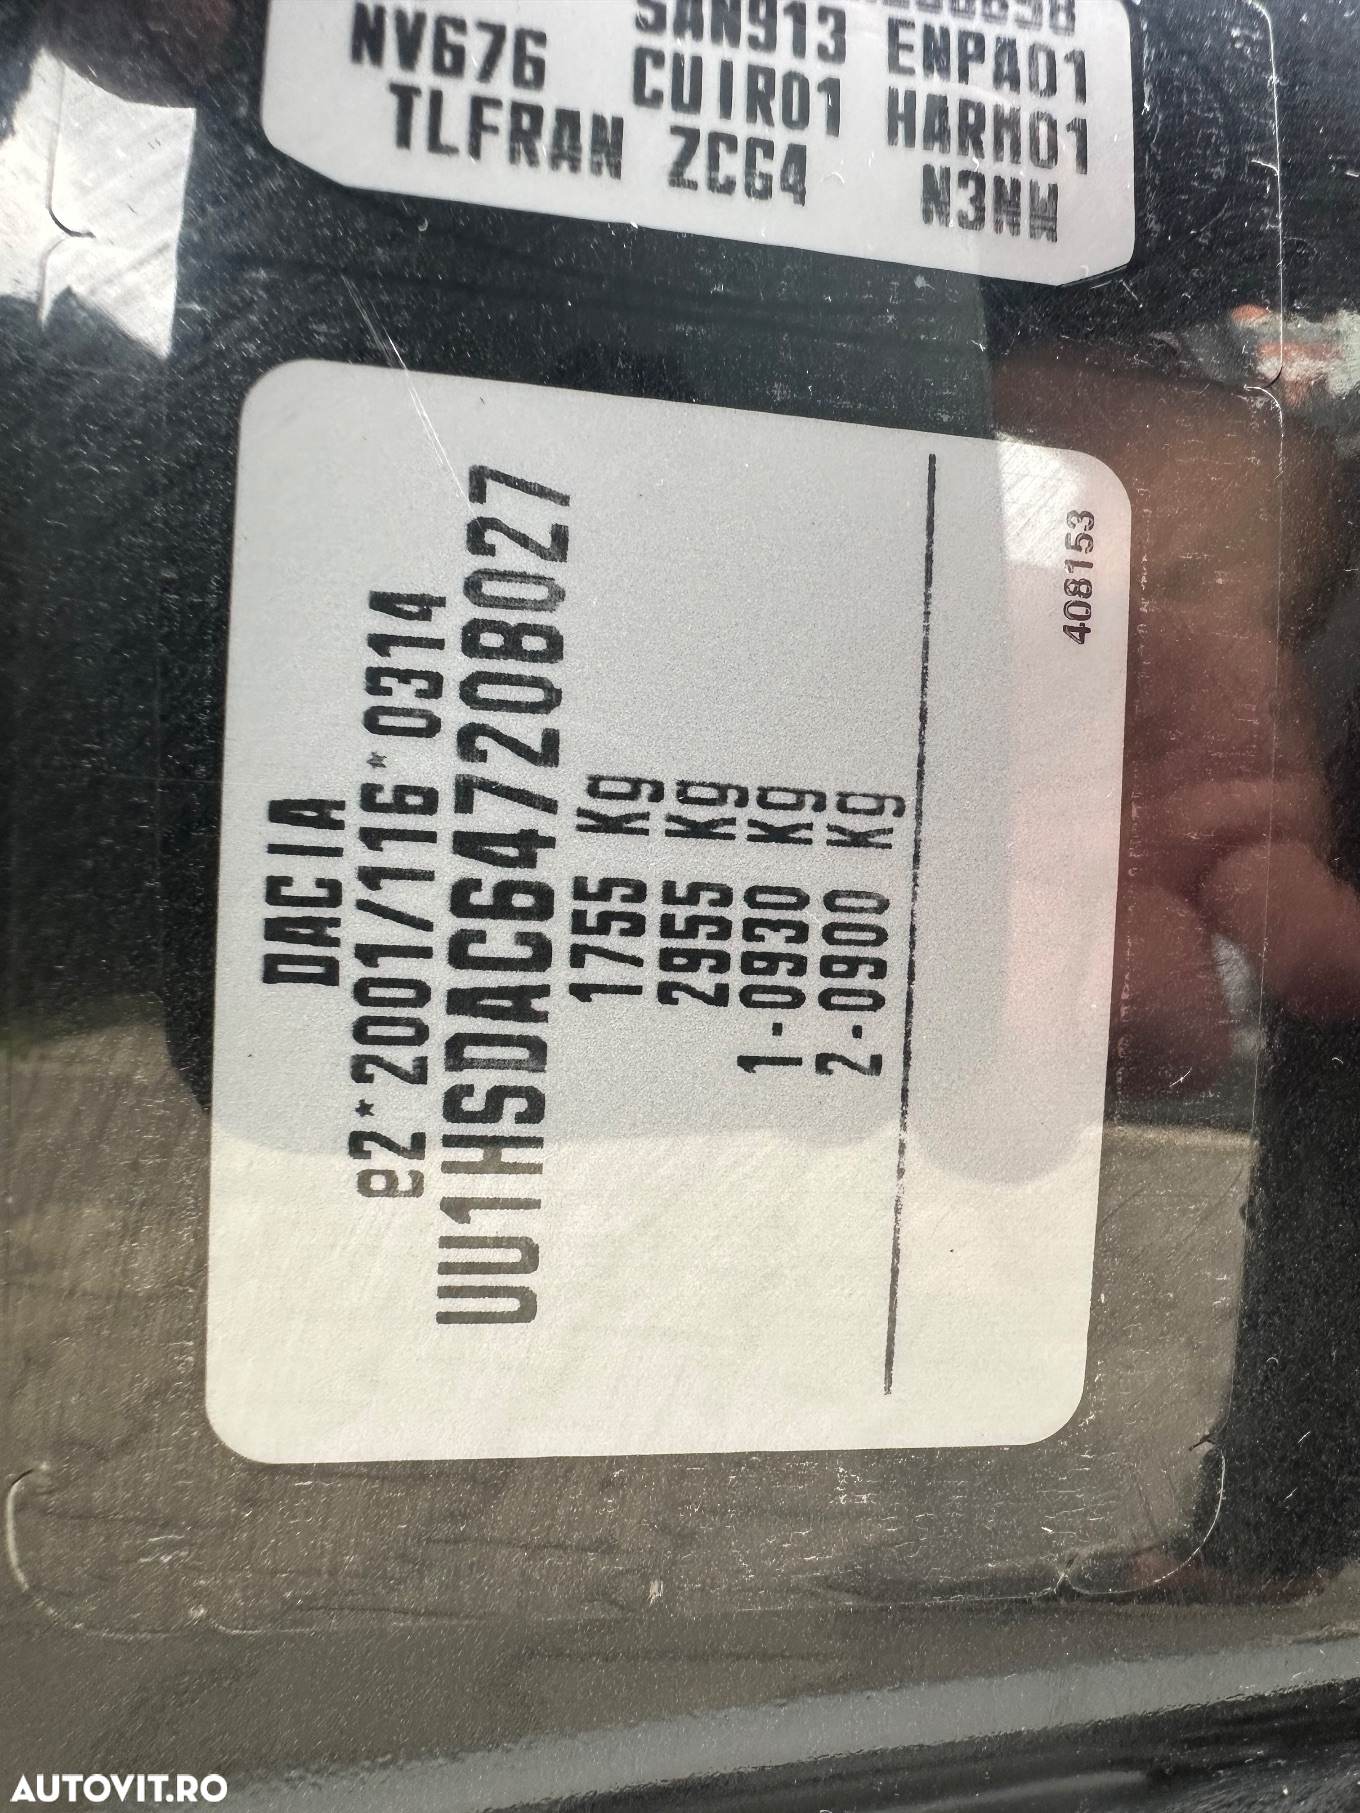 SAN913 ENPA01
NV676 CUIR01 HARM01
TLFRAN ZCG4 N3NW
DACIA
e2*2001/116*0314
UU1HSDAC647208027
1755 Kg
2955 Kg
1-0930 Kg
2-0900 Kg
408153
AUTOVIT.RO